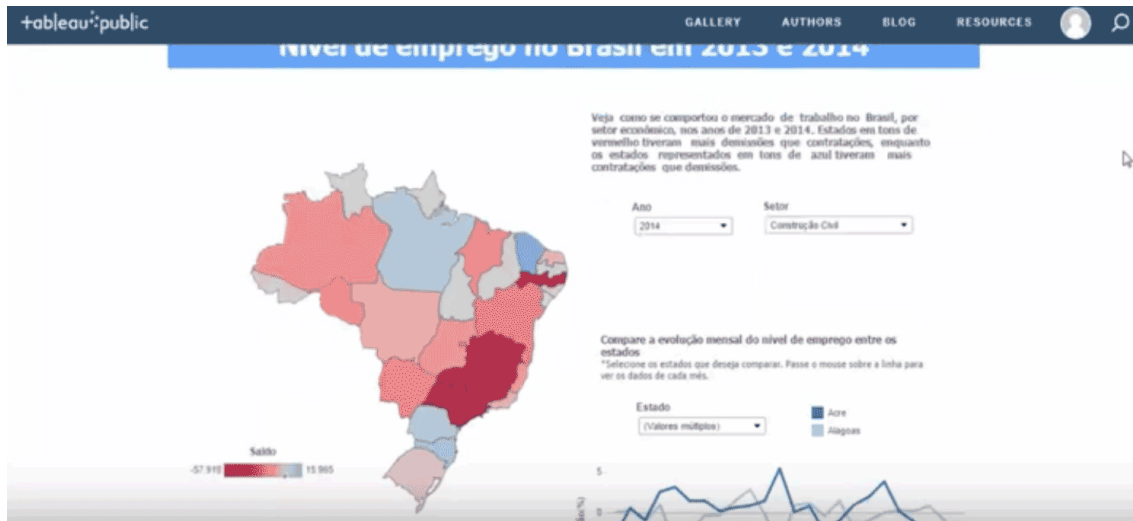 +ableau public
GALLERY
AUTHORS
BLOG
RESOURCES
Nível de emprego no Brasil em 2013 e 2014
Veja como se comportou o mercado de trabalho no Brasil, por
setor econômico, nos anos de 2013 e 2014. Estados em tons de
vermelho tiveram mais demissões que contratações, enquanto
os estados representados em tons de azul tiveram mais
contratações que demissões.
Ano
Setor
2014
Construção Civil
Compare a evolução mensal do nível de emprego entre os
estados
*Selecione os estados que deseja comparar. Passe o mouse sobre a linha para
ver os dados de cada mês.
Estado
(Valores múltiplos)
Acre
Alagoas
Saldo
15.965
5
0